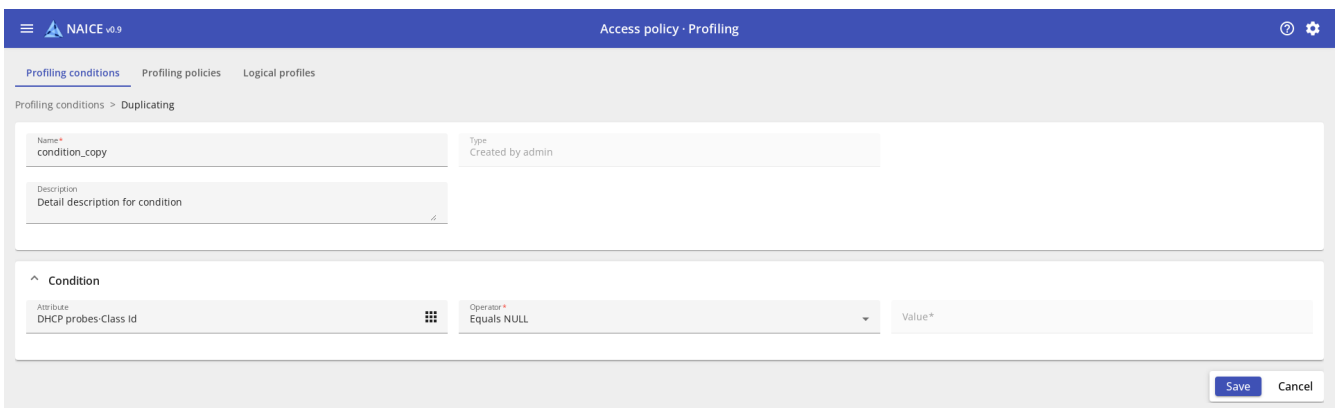 NAICE v0.9
Access policy · Profiling
Profiling conditions Profiling policies Logical profiles
Profiling conditions > Duplicating
Name*
condition_copy
Type
Created by admin
Description
Detail description for condition
Condition
Attribute
DHCP probes·Class Id
Operator*
Equals NULL
Value*
Save Cancel